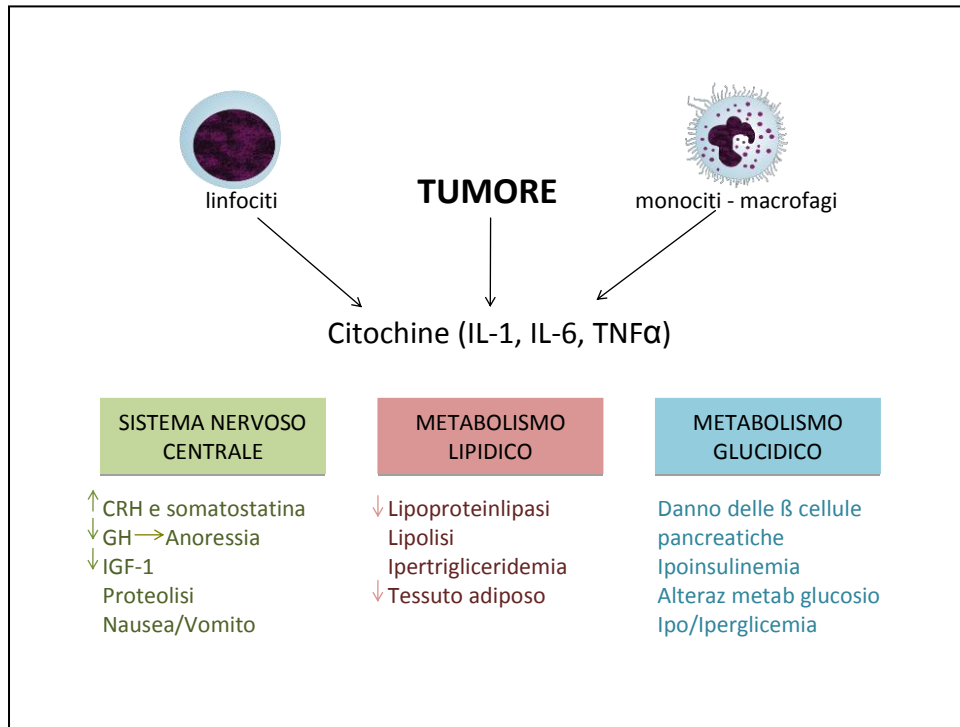 linfociti
TUMORE
monociti - macrofagi
Citochine (IL-1, IL-6, TNFα)
SISTEMA NERVOSO
CENTRALE
↑ CRH e somatostatina
↓ GH → Anoressia
↓ IGF-1
Proteolisi
Nausea/Vomito
METABOLISMO
LIPIDICO
↓ Lipoproteinlipasi
Lipolisi
Ipertrigliceridemia
↓ Tessuto adiposo
METABOLISMO
GLUCIDICO
Danno delle ß cellule
pancreatiche
Ipoinsulinemia
Alteraz metab glucosio
Ipo/Iperglicemia